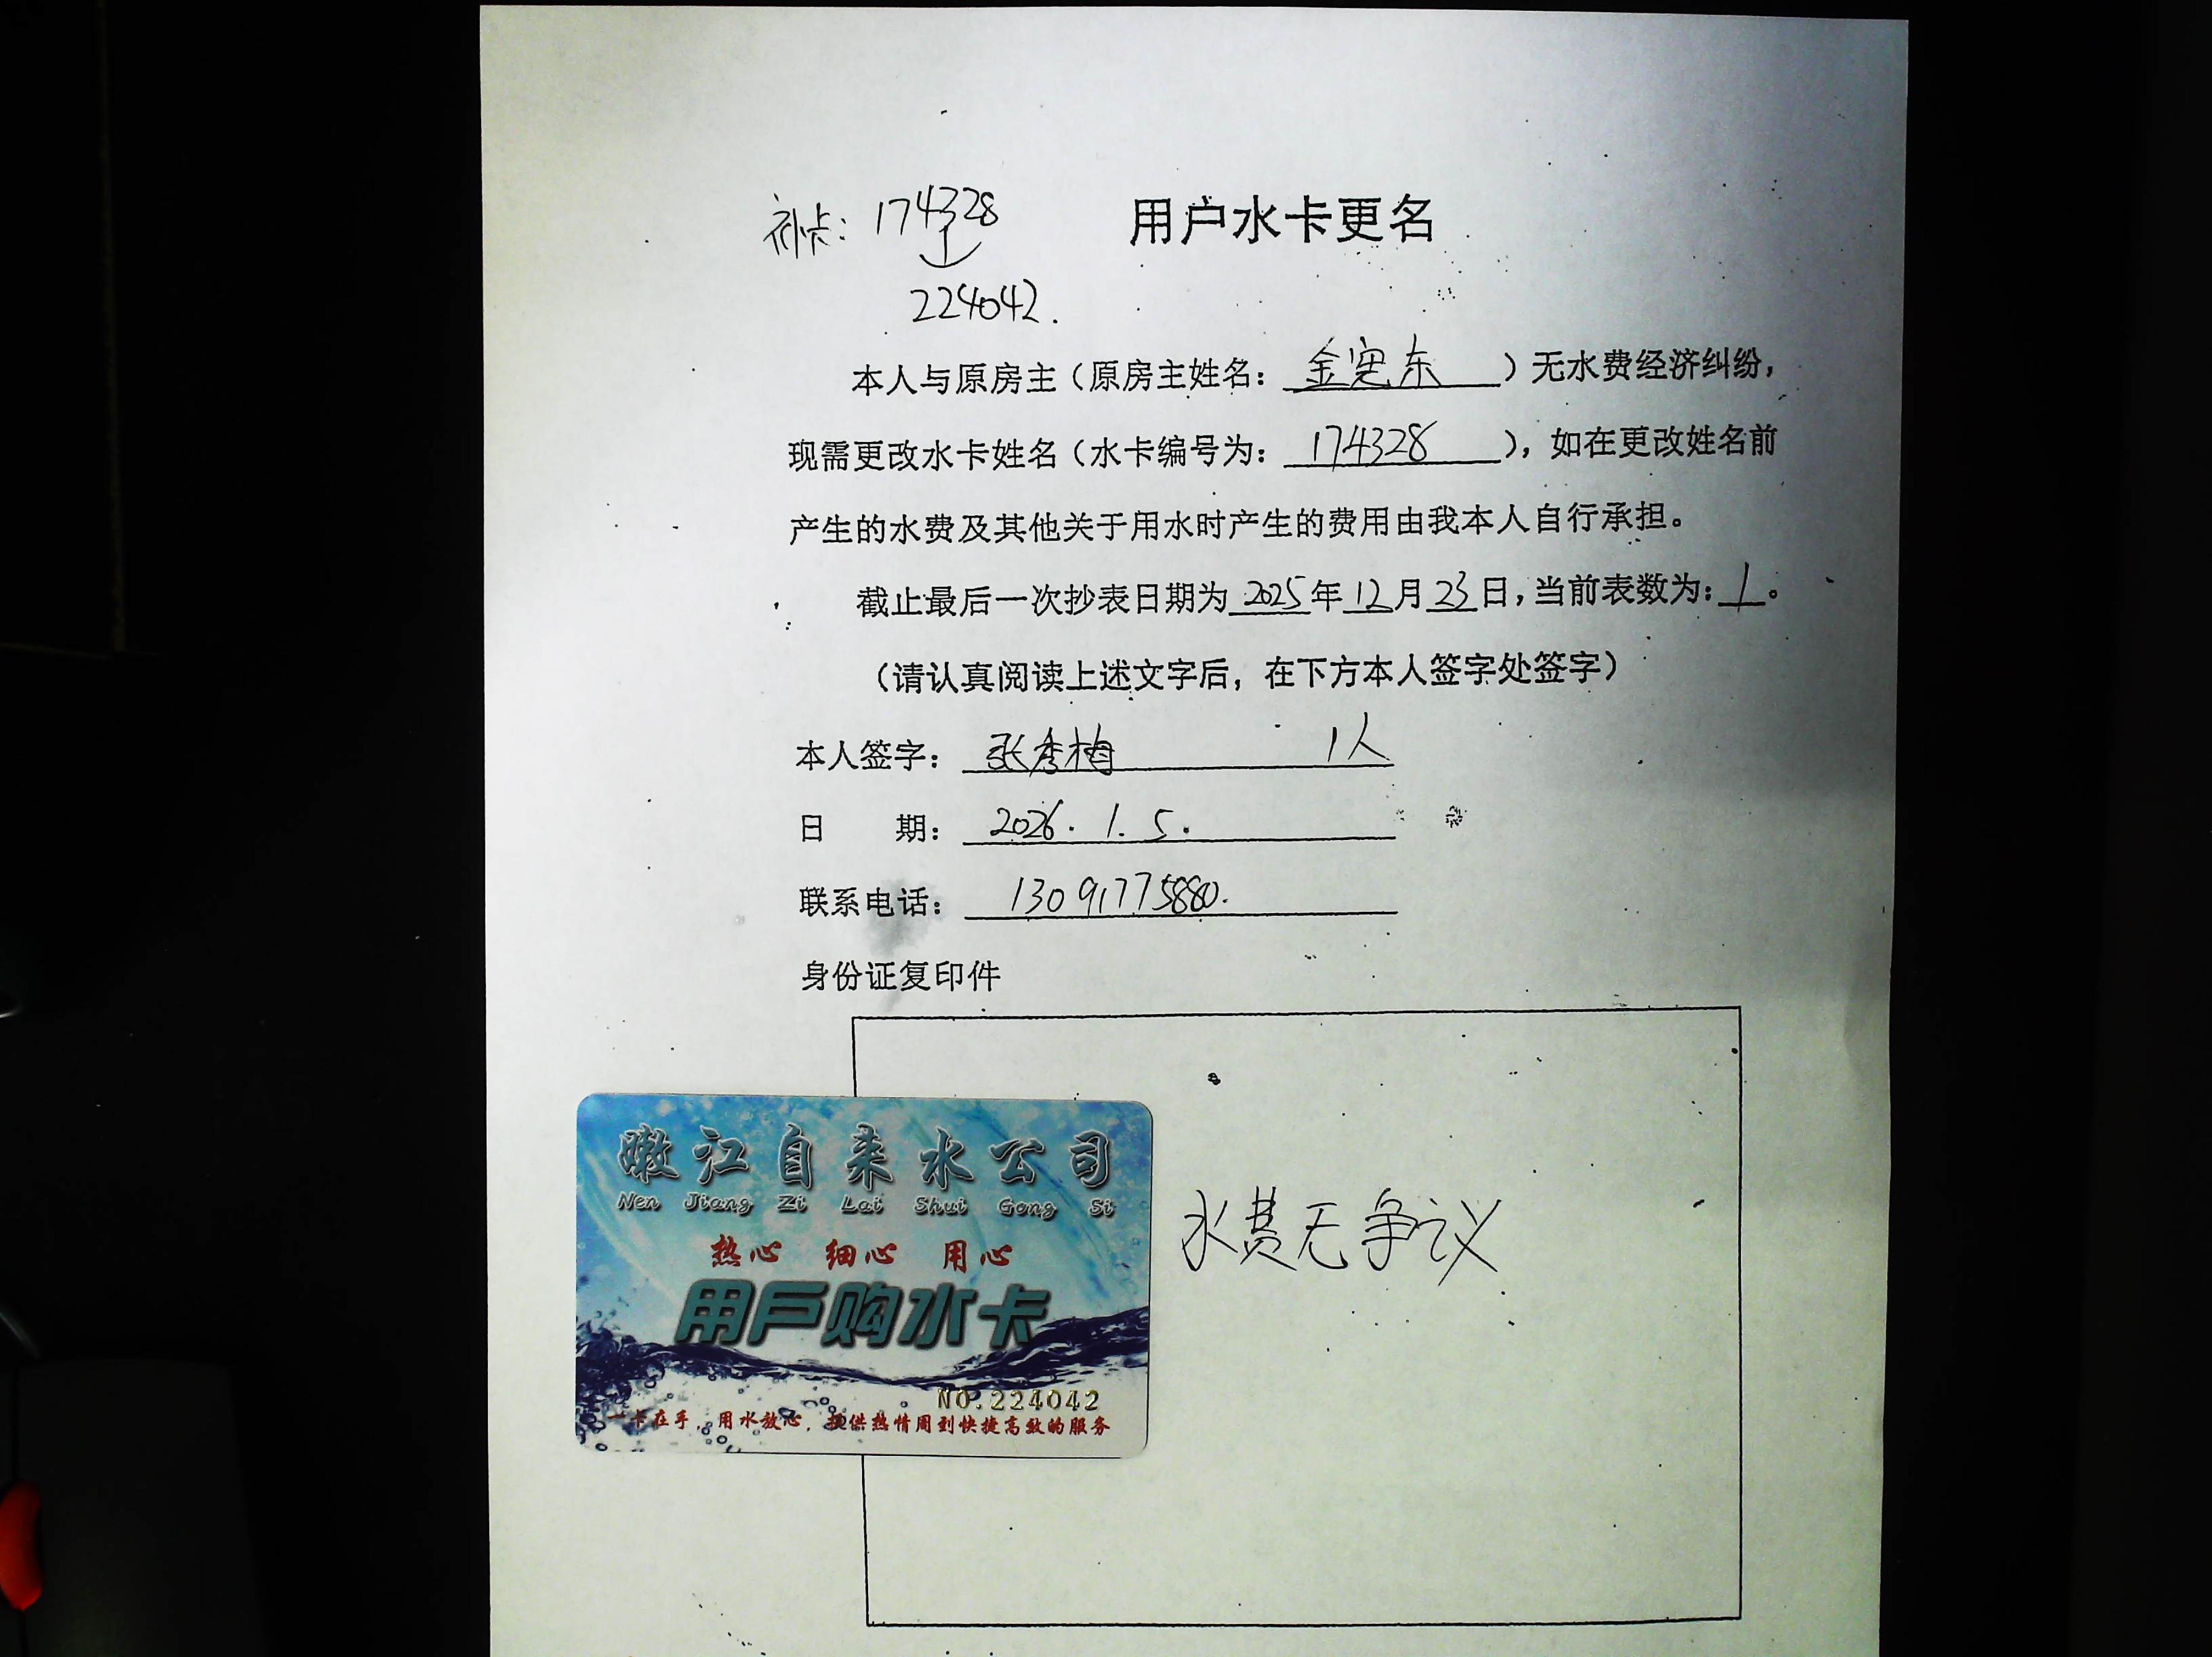 补卡：174328
用户水卡更名
224042.
本人与原房主（原房主姓名：金宪东）无水费经济纠纷，
现需更改水卡姓名（水卡编号为：174328），如在更改姓名前
产生的水费及其他关于用水时产生的费用由我本人自行承担。
截止最后一次抄表日期为2025年12月23日，当前表数为：1。
（请认真阅读上述文字后，在下方本人签字处签字）
本人签字：张秀梅 1人
日 期：2026.1.5.
联系电话：13091775880.
身份证复印件
嫩江自来水公司
Nen Jiang Zi Lai Shui Gong Si
热心 细心 用心
用户购水卡
NO.224042
一卡在手，用水放心，提供热情周到快捷高效的服务
水费无争议